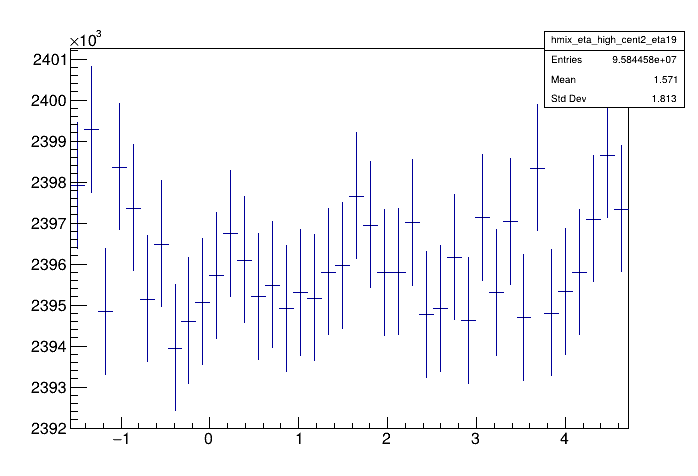 ×10³
hmix_eta_high_cent2_eta19
Entries 9.584458e+07
Mean 1.571
Std Dev 1.813
2401
2400
2399
2398
2397
2396
2395
2394
2393
2392
−1 0 1 2 3 4